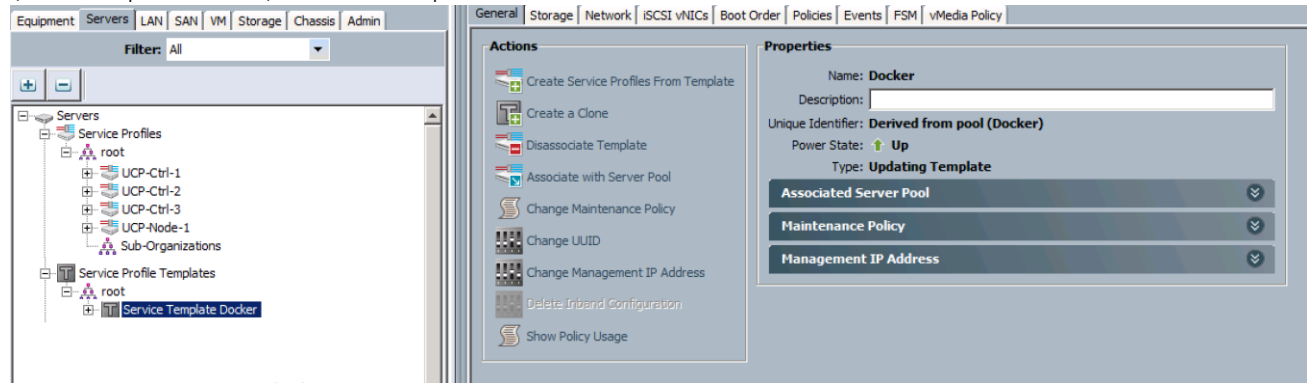 Equipment Servers LAN SAN VM Storage Chassis Admin
Filter: All
Servers
Service Profiles
root
UCP-Ctrl-1
UCP-Ctrl-2
UCP-Ctrl-3
UCP-Node-1
Sub-Organizations
Service Profile Templates
root
Service Template Docker
General Storage Network iSCSI vNICs Boot Order Policies Events FSM vMedia Policy
Actions
Create Service Profiles From Template
Create a Clone
Disassociate Template
Associate with Server Pool
Change Maintenance Policy
Change UUID
Change Management IP Address
Delete Inband Configuration
Show Policy Usage
Properties
Name: Docker
Description:
Unique Identifier: Derived from pool (Docker)
Power State: Up
Type: Updating Template
Associated Server Pool
Maintenance Policy
Management IP Address